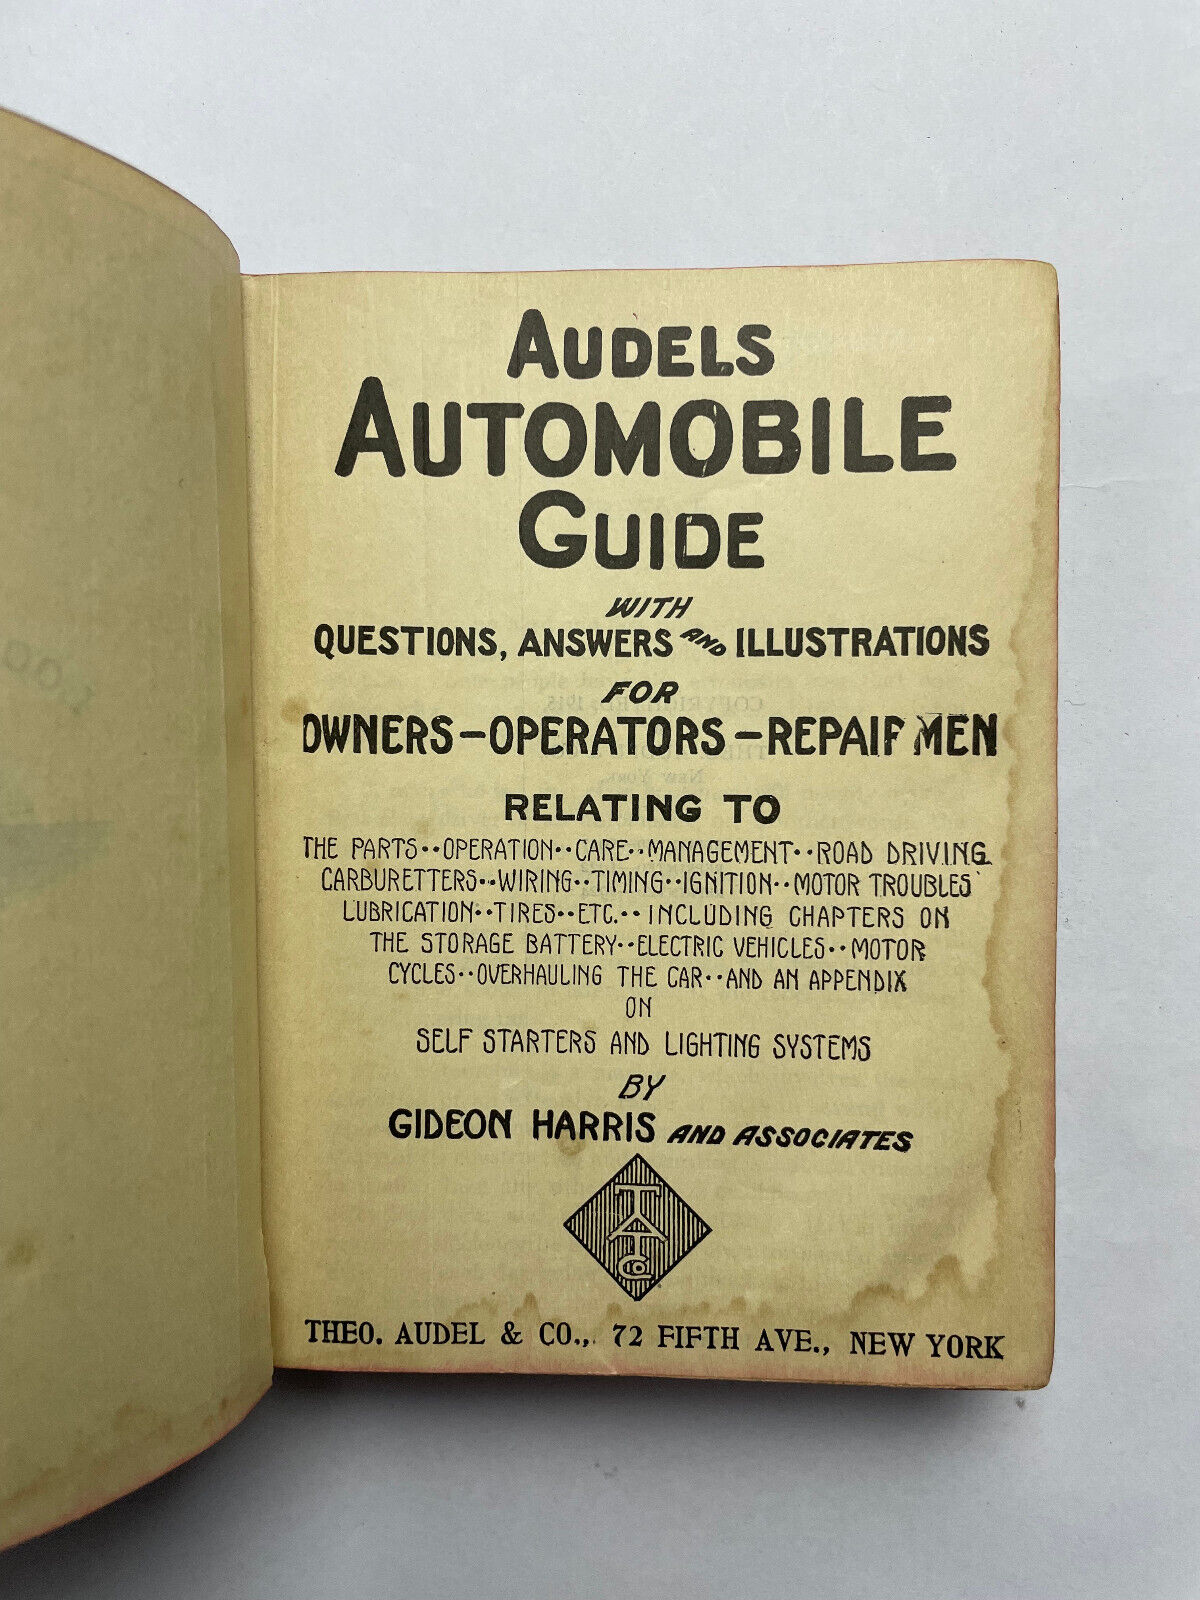 AUDELS
AUTOMOBILE
GUIDE
WITH
QUESTIONS, ANSWERS AND ILLUSTRATIONS
FOR
OWNERS–OPERATORS–REPAIRMEN
RELATING TO
THE PARTS··OPERATION··CARE··MANAGEMENT··ROAD DRIVING
CARBURETTERS··WIRING··TIMING··IGNITION··MOTOR TROUBLES
LUBRICATION··TIRES··ETC.··INCLUDING CHAPTERS ON
THE STORAGE BATTERY··ELECTRIC VEHICLES··MOTOR
CYCLES··OVERHAULING THE CAR··AND AN APPENDIX
ON
SELF STARTERS AND LIGHTING SYSTEMS
BY
GIDEON HARRIS AND ASSOCIATES
TA
CO
THEO. AUDEL & CO., 72 FIFTH AVE., NEW YORK